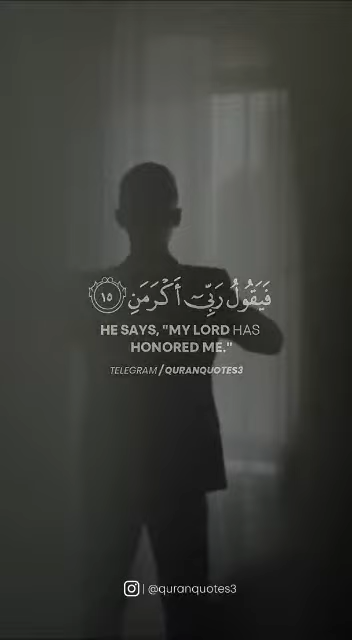 فَيَقُولُ رَبِّىٓ أَكْرَمَنِ ١٥
HE SAYS, "MY LORD HAS
HONORED ME."
TELEGRAM / QURANQUOTES3
| @quranquotes3